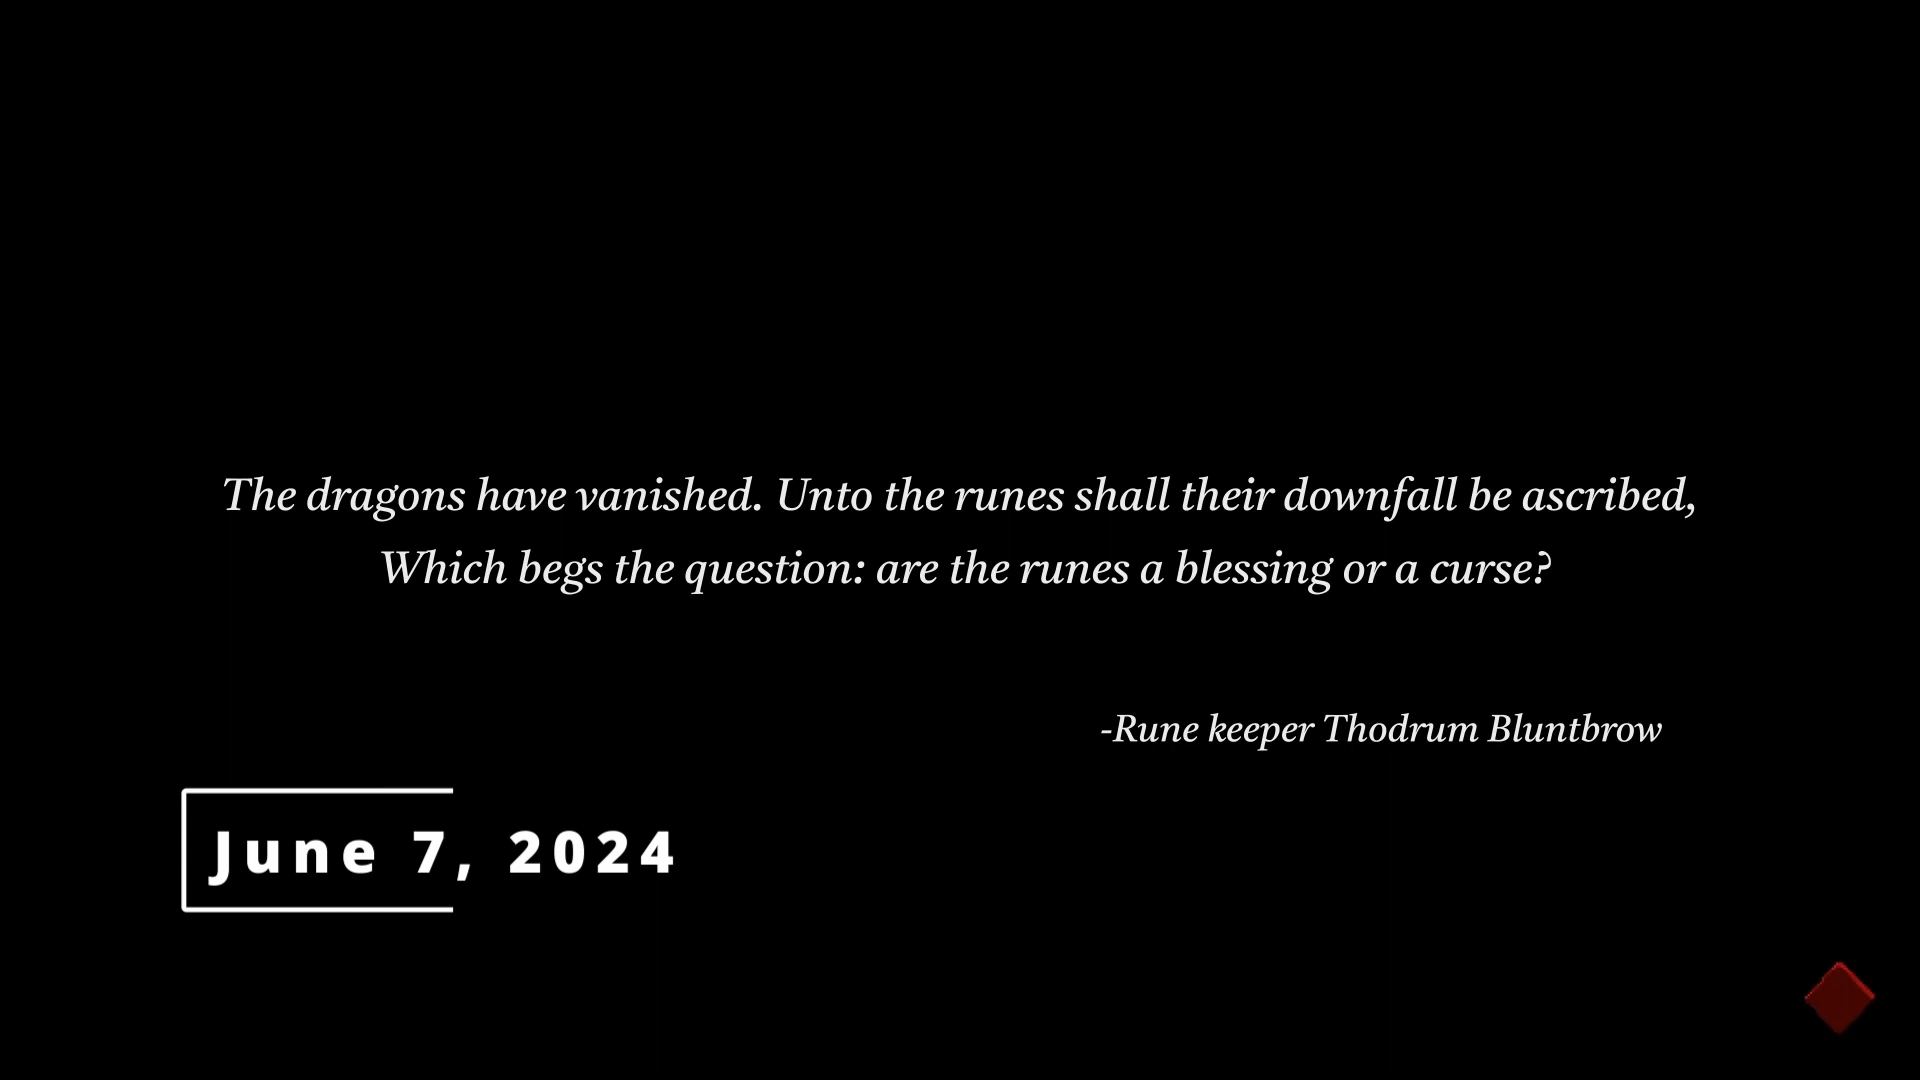 The dragons have vanished. Unto the runes shall their downfall be ascribed,
Which begs the question: are the runes a blessing or a curse?
-Rune keeper Thodrum Bluntbrow
June 7, 2024